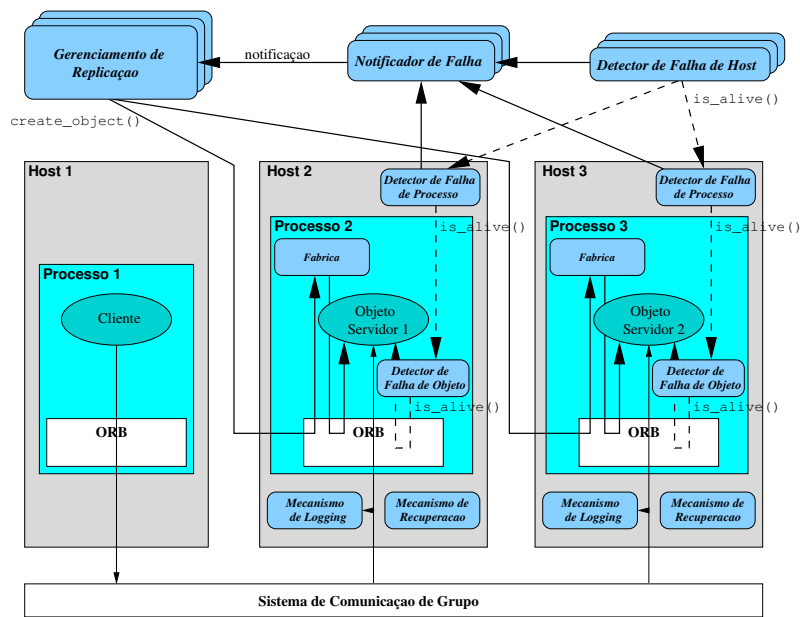 Gerenciamento de
Replicaçao
notificaçao
Notificador de Falha
Detector de Falha de Host
is_alive()
create_object()
Host 1
Host 2
Host 3
Detector de Falha
de Processo
Detector de Falha
de Processo
Processo 2
is_alive()
Processo 3
is_alive()
Fabrica
Fabrica
Processo 1
Cliente
Objeto
Servidor 1
Objeto
Servidor 2
Detector de
Falha de Objeto
Detector de
Falha de Objeto
is_alive()
is_alive()
ORB
ORB
ORB
Mecanismo
de Logging
Mecanismo de
Recuperacao
Mecanismo
de Logging
Mecanismo de
Recuperacao
Sistema de Comunicaçao de Grupo